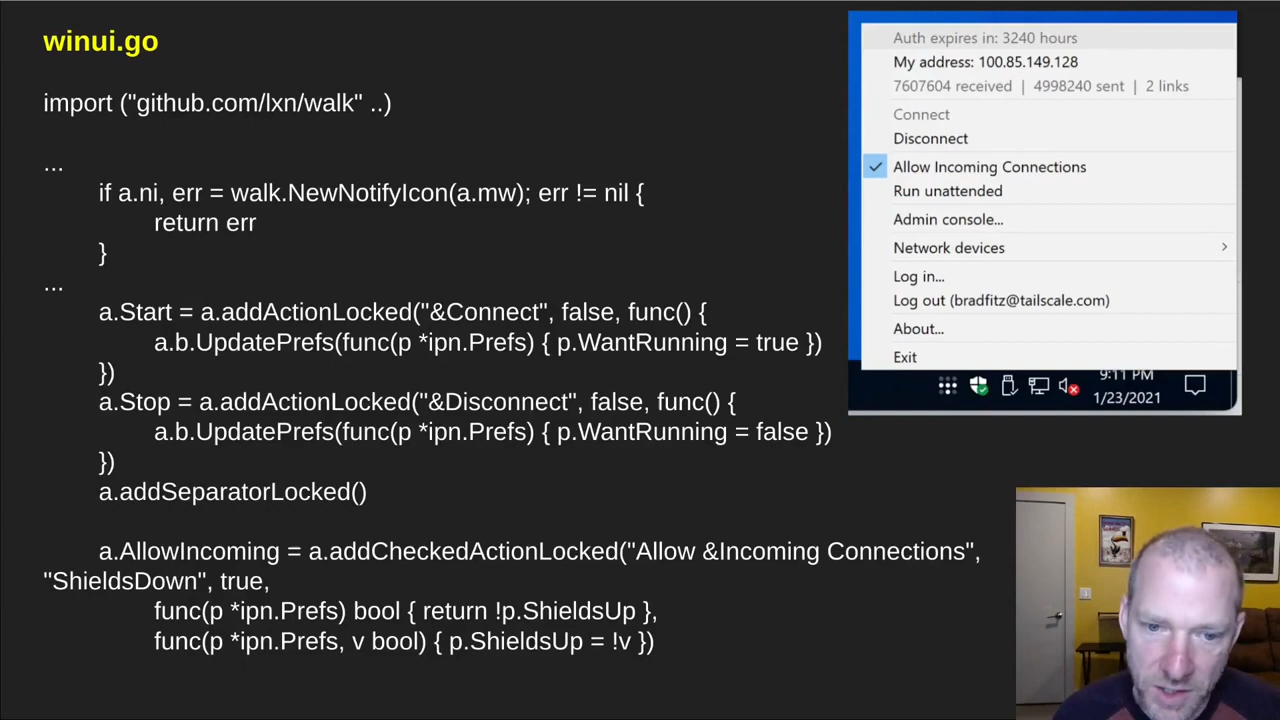 winui.go
import ("github.com/lxn/walk" ..)
...
if a.ni, err = walk.NewNotifyIcon(a.mw); err != nil {
return err
}
...
a.Start = a.addActionLocked("&Connect", false, func() {
a.b.UpdatePrefs(func(p *ipn.Prefs) { p.WantRunning = true })
})
a.Stop = a.addActionLocked("&Disconnect", false, func() {
a.b.UpdatePrefs(func(p *ipn.Prefs) { p.WantRunning = false })
})
a.addSeparatorLocked()
a.AllowIncoming = a.addCheckedActionLocked("Allow &Incoming Connections",
"ShieldsDown", true,
func(p *ipn.Prefs) bool { return !p.ShieldsUp },
func(p *ipn.Prefs, v bool) { p.ShieldsUp = !v })
Auth expires in: 3240 hours
My address: 100.85.149.128
7607604 received | 4998240 sent | 2 links
Connect
Disconnect
Allow Incoming Connections
Run unattended
Admin console...
Network devices
Log in...
Log out (bradfitz@tailscale.com)
About...
Exit
9:11 PM
1/23/2021